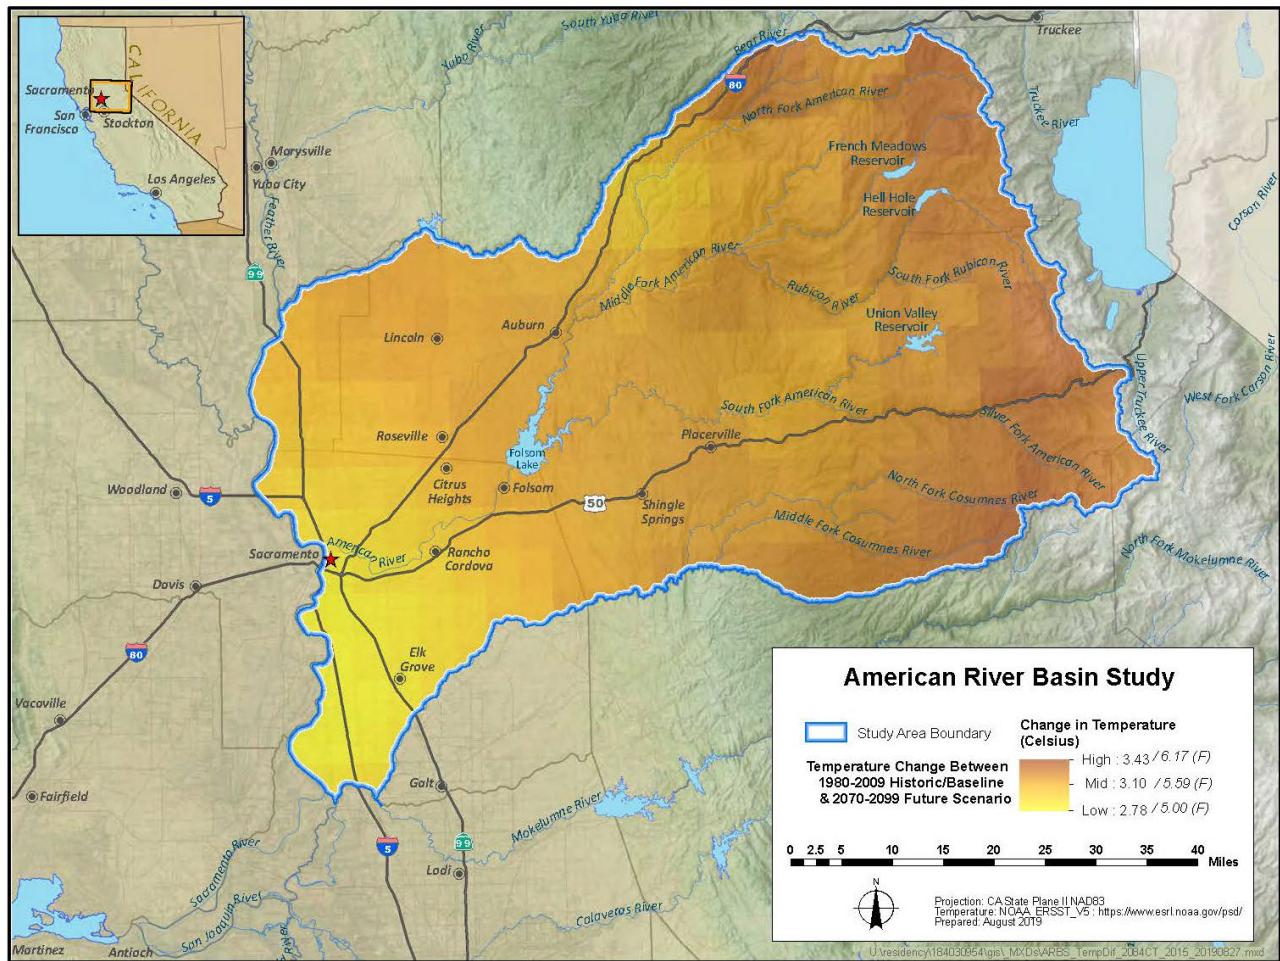 CALIFORNIA
Sacramento
San
Francisco
Stockton
Los Angeles
South Yuba River
Truckee
Yuba River
Bear River
80
North Fork American River
Truckee
River
French Meadows
Reservoir
Marysville
Yuba City
Hell Hole
Reservoir
Carson River
Feather River
99
Middle Fork American River
South Fork Rubicon
River
Rubicon River
Union Valley
Reservoir
Auburn
Lincoln
Upper Truckee River
West Fork Carson River
South Fork American River
Silver Fork American River
Roseville
Placerville
Folsom
Lake
Citrus
Heights
Folsom
Woodland
5
50
Shingle
Springs
North Fork Cosumnes River
Middle Fork Cosumnes River
Sacramento
American
River
Rancho
Cordova
North Fork Mokelumne River
Davis
80
Elk
Grove
Vacaville
Fairfield
Galt
Mokelumne River
5
99
Lodi
Sacramento River
San Joaquin River
Calaveras River
Martinez
Antioch
American River Basin Study
Study Area Boundary
Temperature Change Between
1980-2009 Historic/Baseline
& 2070-2099 Future Scenario
Change in Temperature
(Celsius)
High : 3.43 / 6.17 (F)
Mid : 3.10 / 5.59 (F)
Low : 2.78 / 5.00 (F)
0 2.5 5 10 15 20 25 30 35 40 Miles
N
Projection: CA State Plane II NAD83
Temperature: NOAA_ERSST_V5 : https://www.esrl.noaa.gov/psd/
Prepared: August 2019
U:\residency\184030954\gis\_MXDs\ARBS_TempDif_2084CT_2015_20190827.mxd